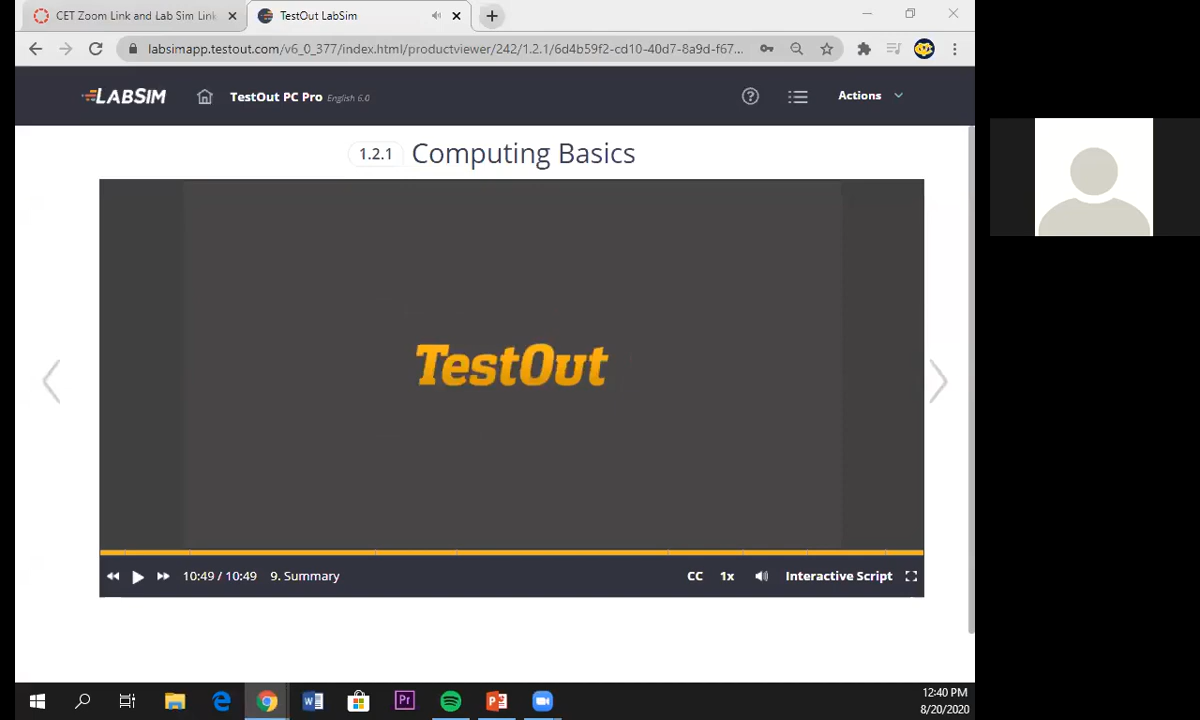 CET Zoom Link and Lab Sim Link
TestOut LabSim
labsimapp.testout.com/v6_0_377/index.html/productviewer/242/1.2.1/6d4b59f2-cd10-40d7-8a9d-f67...
LABSIM
TestOut PC Pro English 6.0
Actions
1.2.1 Computing Basics
TestOut
10:49 / 10:49 9. Summary
CC 1x Interactive Script
W
Pr
P
12:40 PM
8/20/2020